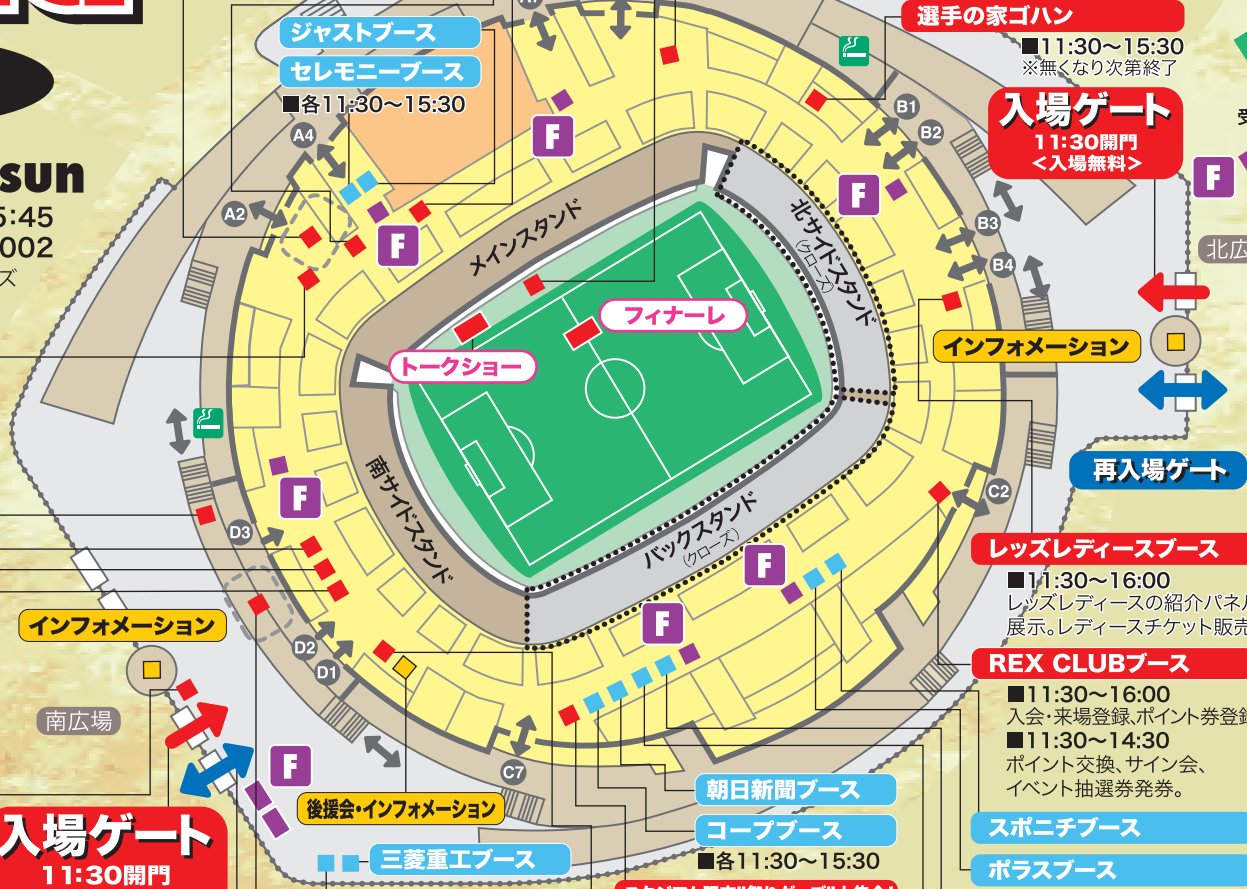 ジャストブース
セレモニーブース
■各11:30〜15:30
選手の家ゴハン
■11:30〜15:30
※無くなり次第終了
入場ゲート
11:30開門
<入場無料>
sun
5:45
002
ズ
A4
A2
B1
B2
B3
B4
F
F
F
F
メインスタンド
北サイドスタンド
(クローズ)
北広
フィナーレ
トークショー
インフォメーション
再入場ゲート
南サイドスタンド
バックスタンド
(クローズ)
F
F
F
D3
C2
D2
D1
C7
インフォメーション
南広場
F
レッズレディースブース
■11:30〜16:00
レッズレディースの紹介パネル
展示。レディースチケット販売
REX CLUBブース
■11:30〜16:00
入会・来場登録、ポイント券登録
■11:30〜14:30
ポイント交換、サイン会、
イベント抽選券発券。
後援会・インフォメーション
朝日新聞ブース
コープブース
■各11:30〜15:30
スポニチブース
ポラスブース
三菱重工ブース
入場ゲート
11:30開門